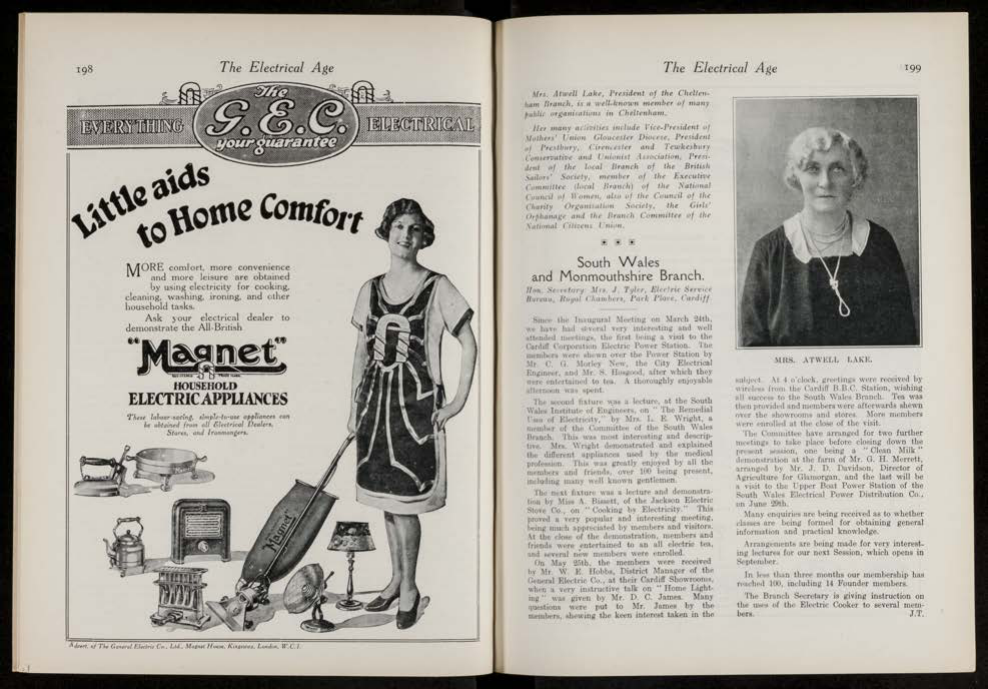 198
The Electrical Age
The
EVERYTHING G.E.C. ELECTRICAL
your guarantee
Little aids
to Home Comfort
MORE comfort, more convenience
and more leisure are obtained
by using electricity for cooking,
cleaning, washing, ironing, and other
household tasks.
Ask your electrical dealer to
demonstrate the All-British
"Magnet"
HOUSEHOLD
ELECTRIC APPLIANCES
These labour-saving, simple-to-use appliances can
be obtained from all Electrical Dealers,
Stores, and Ironmongers.
Magnet
Advert. of The General Electric Co., Ltd., Magnet House, Kingsway, London, W.C.2.
The Electrical Age
199
Mrs. Atwell Lake, President of the Chelten-
ham Branch, is a well-known member of many
public organisations in Cheltenham.
Her many activities include Vice-President of
Mothers' Union Gloucester Diocese, President
of Prestbury, Cirencester and Tewkesbury
Conservative and Unionist Association, Presi-
dent of the local Branch of the British
Sailors' Society, member of the Executive
Committee (local Branch) of the National
Council of Women, also of the Council of the
Charity Organisation Society, the Girls'
Orphanage and the Branch Committee of the
National Citizens Union.
South Wales
and Monmouthshire Branch.
Hon. Secretary: Mrs. J. Tyler, Electric Service
Bureau, Royal Chambers, Park Place, Cardiff.
Since the Inaugural Meeting on March 24th,
we have had several very interesting and well
attended meetings, the first being a visit to the
Cardiff Corporation Electric Power Station. The
members were shown over the Power Station by
Mr. C. G. Morley New, the City Electrical
Engineer, and Mr. S. Hosgood, after which they
were entertained to tea. A thoroughly enjoyable
afternoon was spent.
The second fixture was a lecture, at the South
Wales Institute of Engineers, on "The Remedial
Uses of Electricity," by Mrs. L. E. Wright, a
member of the Committee of the South Wales
Branch. This was most interesting and descrip-
tive. Mrs. Wright demonstrated and explained
the different appliances used by the medical
profession. This was greatly enjoyed by all the
members and friends, over 100 being present,
including many well known gentlemen.
The next fixture was a lecture and demonstra-
tion by Miss A. Bissett, of the Jackson Electric
Stove Co., on "Cooking by Electricity." This
proved a very popular and interesting meeting,
being much appreciated by members and visitors.
At the close of the demonstration, members and
friends were entertained to an all electric tea,
and several new members were enrolled.
On May 25th, the members were received
by Mr. W. E. Hobbs, District Manager of the
General Electric Co., at their Cardiff Showrooms,
when a very instructive talk on "Home Light-
ing" was given by Mr. D. C. James. Many
questions were put to Mr. James by the
members, showing the keen interest taken in the
MRS. ATWELL LAKE.
subject. At 4 o'clock, greetings were received by
wireless from the Cardiff B.B.C. Station, wishing
all success to the South Wales Branch. Tea was
then provided and members were afterwards shewn
over the showrooms and stores. More members
were enrolled at the close of the visit.
The Committee have arranged for two further
meetings to take place before closing down the
present session, one being a "Clean Milk"
demonstration at the farm of Mr. G. H. Merrett,
arranged by Mr. J. D. Davidson, Director of
Agriculture for Glamorgan, and the last will be
a visit to the Upper Boat Power Station of the
South Wales Electrical Power Distribution Co.,
on June 29th.
Many enquiries are being received as to whether
classes are being formed for obtaining general
information and practical knowledge.
Arrangements are being made for very interest-
ing lectures for our next Session, which opens in
September.
In less than three months our membership has
reached 100, including 14 Founder members.
The Branch Secretary is giving instruction on
the uses of the Electric Cooker to several mem-
bers. J.T.